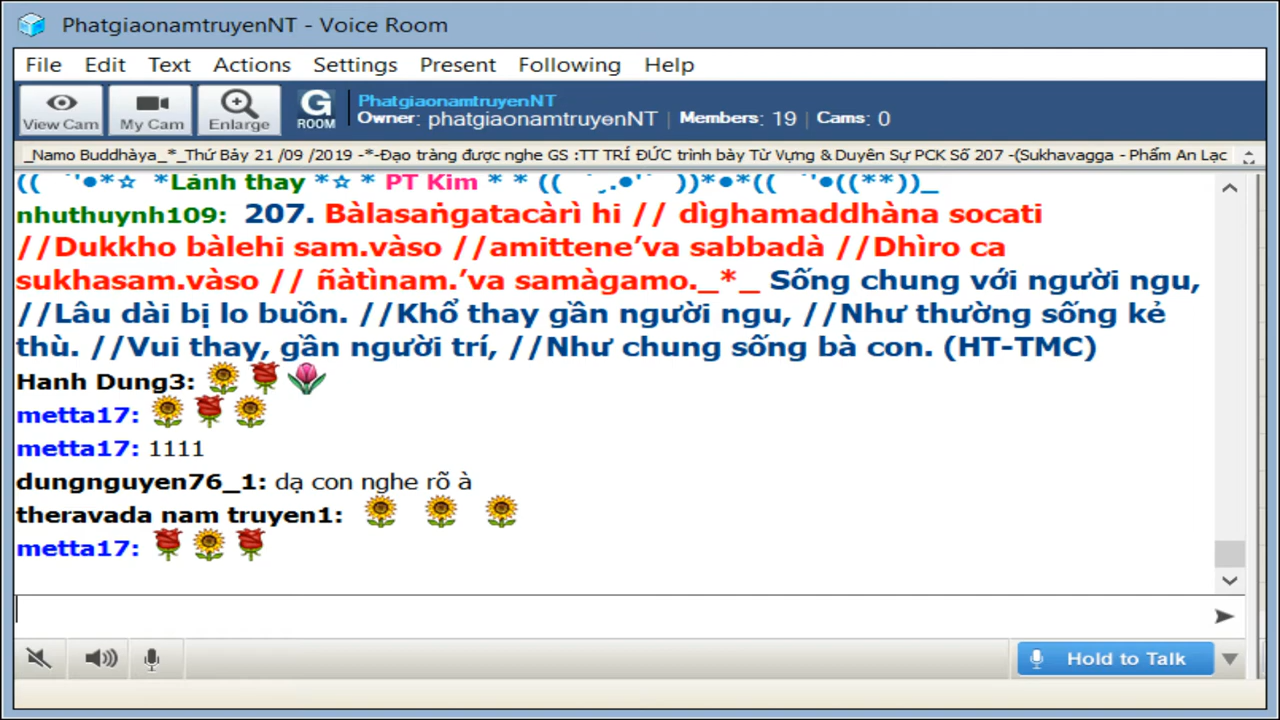 PhatgiaonamtruyenNT - Voice Room
File Edit Text Actions Settings Present Following Help
View Cam My Cam Enlarge G ROOM PhatgiaonamtruyenNT
Owner: phatgiaonamtruyenNT | Members: 19 | Cams: 0
_Namo Buddhàya_*_Thứ Bảy 21 /09 /2019 -*-Đạo tràng được nghe GS :TT TRÍ ĐỨC trình bày Từ Vựng & Duyên Sự PCK Số 207 -(Sukhavagga - Phẩm An Lạc
*Lành thay *☆ * PT Kim * *
nhuthuynh109: 207. Bàlasaṅgatacàrì hi // dìghamaddhàna socati
//Dukkho bàlehi sam.vàso //amittene’va sabbadà //Dhìro ca
sukhasam.vàso // ñàtìnam.’va samàgamo._*_ Sống chung với người ngu,
//Lâu dài bị lo buồn. //Khổ thay gần người ngu, //Như thường sống kẻ
thù. //Vui thay, gần người trí, //Như chung sống bà con. (HT-TMC)
Hanh Dung3:
metta17:
metta17: 1111
dungnguyen76_1: dạ con nghe rõ à
theravada nam truyen1:
metta17:
Hold to Talk